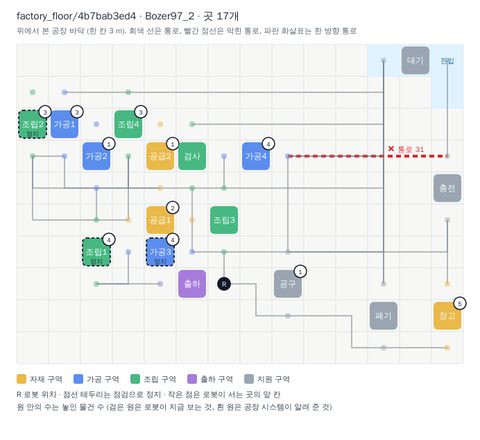 factory_floor/4b7bab3ed4 · Bozer97_2 · 곳 17개
위에서 본 공장 바닥 (한 칸 3 m). 회색 선은 통로, 빨간 점선은 막힌 통로, 파란 화살표는 한 방향 통로
대기
진입
조립2
정지
3
가공1
3
조립4
3
✕ 통로 31
가공2
1
공급2
1
검사
가공4
4
충전
공급1
2
조립3
조립1
정지
4
가공3
정지
4
출하
R
공구
1
폐기
창고
5
자재 구역
가공 구역
조립 구역
출하 구역
지원 구역
R 로봇 위치 · 점선 테두리는 점검으로 정지 · 작은 점은 로봇이 서는 곳의 앞 칸
원 안의 수는 놓인 물건 수 (검은 원은 로봇이 지금 보는 것, 흰 원은 공장 시스템이 알려 준 것)